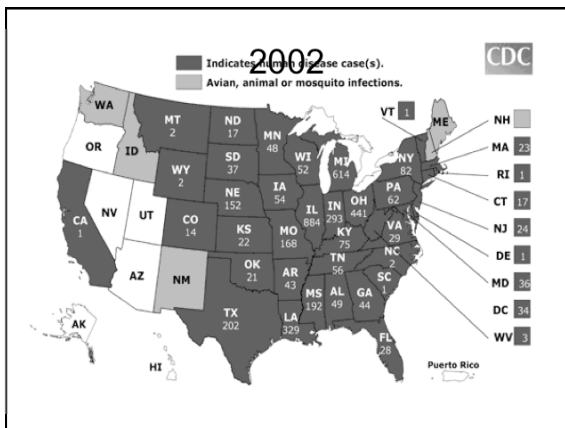 2002
Indicates human disease case(s).
Avian, animal or mosquito infections.
CDC
WA
MT
2
ND
17
MN
48
VT 1
ME
NH
OR
ID
SD
37
WI
52
MI
614
NY
82
MA 23
WY
2
RI 1
IA
54
PA
62
CT 17
NE
152
IL
884
IN
293
OH
441
NJ 24
NV
UT
CO
14
CA
1
KS
22
MO
168
KY
75
VA
29
DE 1
MD 36
NC
2
TN
56
AZ
NM
OK
21
AR
43
SC
1
DC 34
MS
192
AL
49
GA
44
WV 3
TX
202
LA
329
AK
FL
28
HI
Puerto Rico